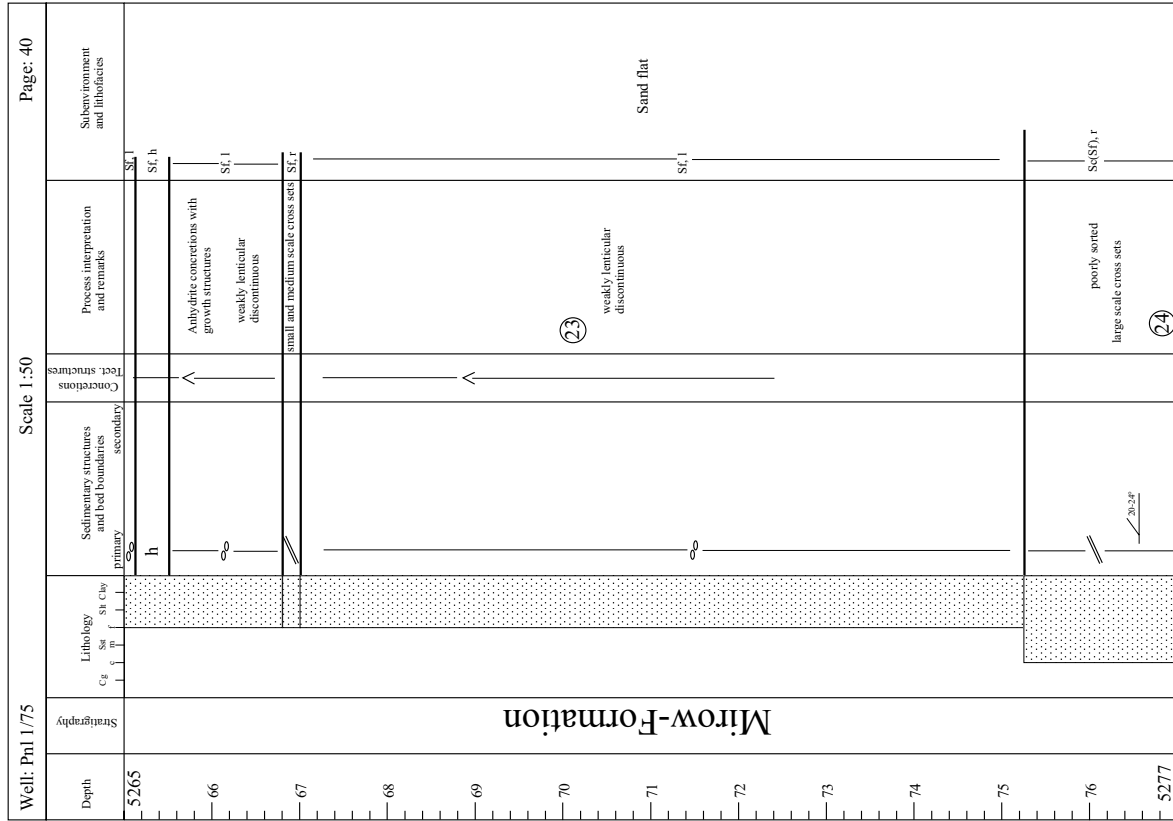 Well: Pnl 1/75
Scale 1:50
Page: 40
Depth
Stratigraphy
Lithology
Cg
c
Sst
m
f
Slt
Clay
Sedimentary structures
and bed boundaries
primary
secondary
Concretions
Tect. structures
Process interpretation
and remarks
Subenvironment
and lithofacies
5265
66
67
68
69
70
71
72
73
74
75
76
5277
Mirow-Formation
h
20-24°
Anhydrite concretions with
growth structures
weakly lenticular
discontinuous
small and medium scale cross sets
23
weakly lenticular
discontinuous
poorly sorted
large scale cross sets
24
Sf, l
Sf, h
Sf, l
Sf, r
Sf, l
Sc(Sf), r
Sand flat